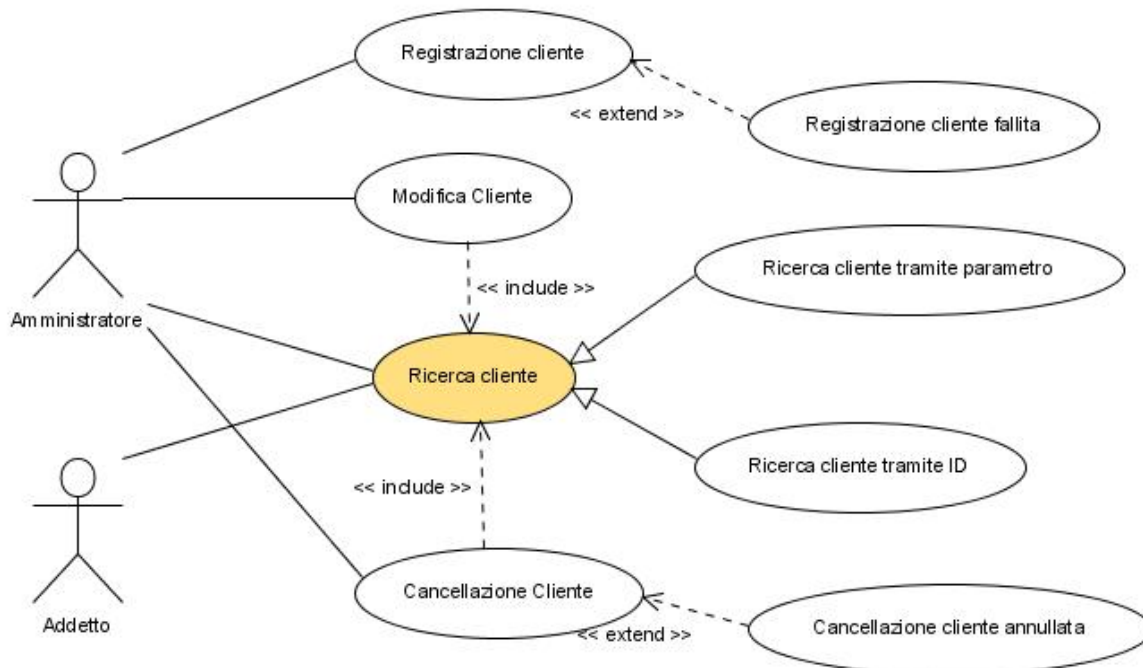 Registrazione cliente
<< extend >>
Registrazione cliente fallita
Modifica Cliente
Ricerca cliente tramite parametro
<< include >>
Amministratore
Ricerca cliente
Ricerca cliente tramite ID
<< include >>
Cancellazione Cliente
Addetto
<< extend >>
Cancellazione cliente annullata